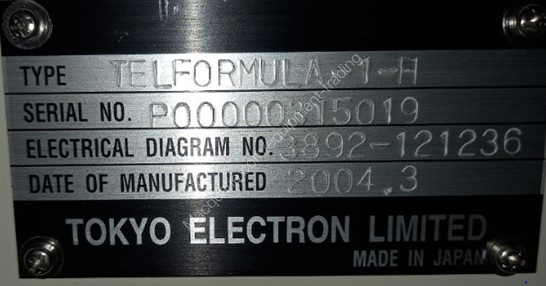 TYPE TELFORMULA 1-H
SERIAL NO. P00000215019
ELECTRICAL DIAGRAM NO. 3892-121236
DATE OF MANUFACTURED 2004.3
TOKYO ELECTRON LIMITED
MADE IN JAPAN